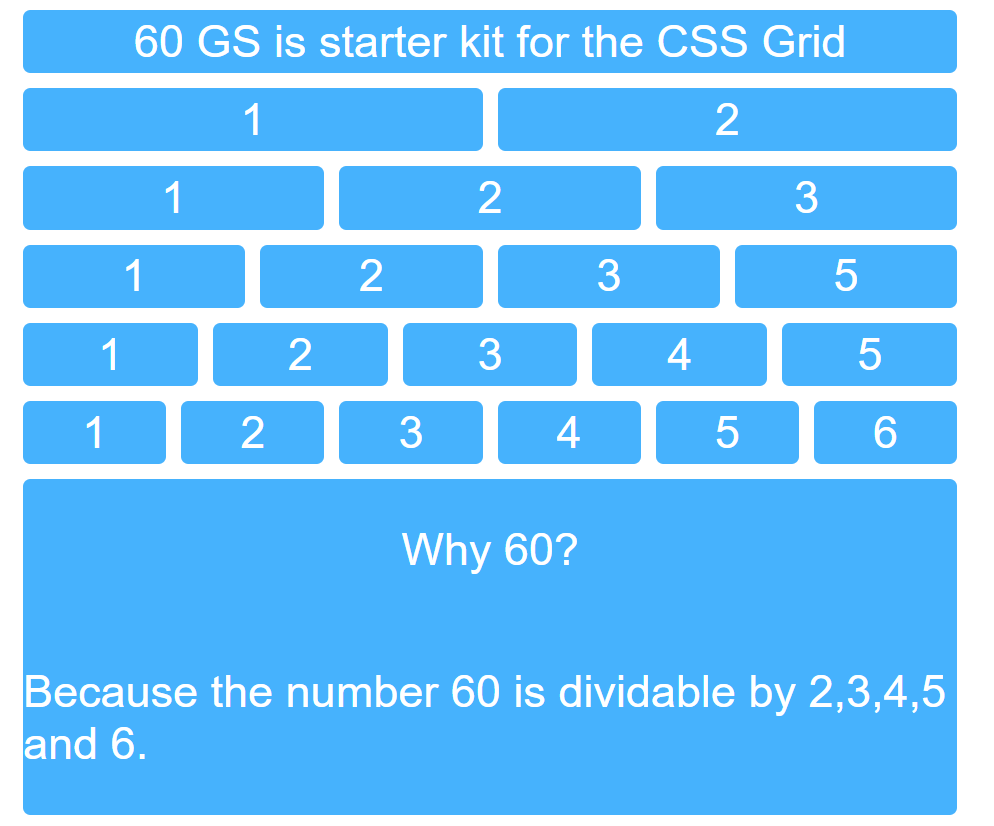 60 GS is starter kit for the CSS Grid
1 2
1 2 3
1 2 3 5
1 2 3 4 5
1 2 3 4 5 6
Why 60?
Because the number 60 is dividable by 2,3,4,5
and 6.